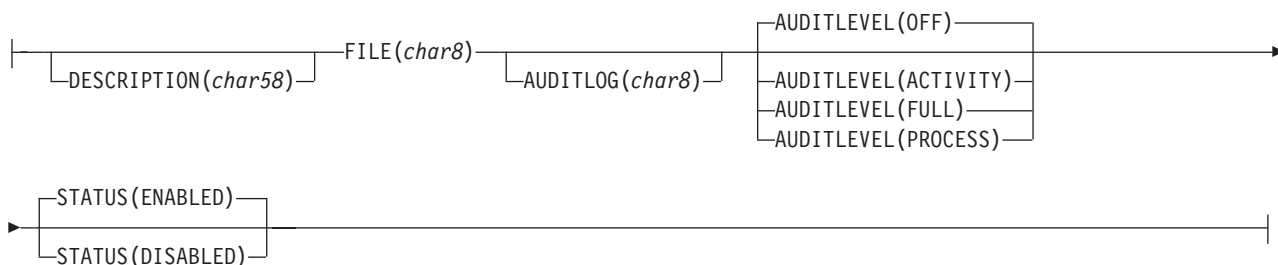 AUDITLEVEL(OFF)
FILE(char8)
DESCRIPTION(char58)
AUDITLOG(char8)
AUDITLEVEL(ACTIVITY)
AUDITLEVEL(FULL)
AUDITLEVEL(PROCESS)
STATUS(ENABLED)
STATUS(DISABLED)